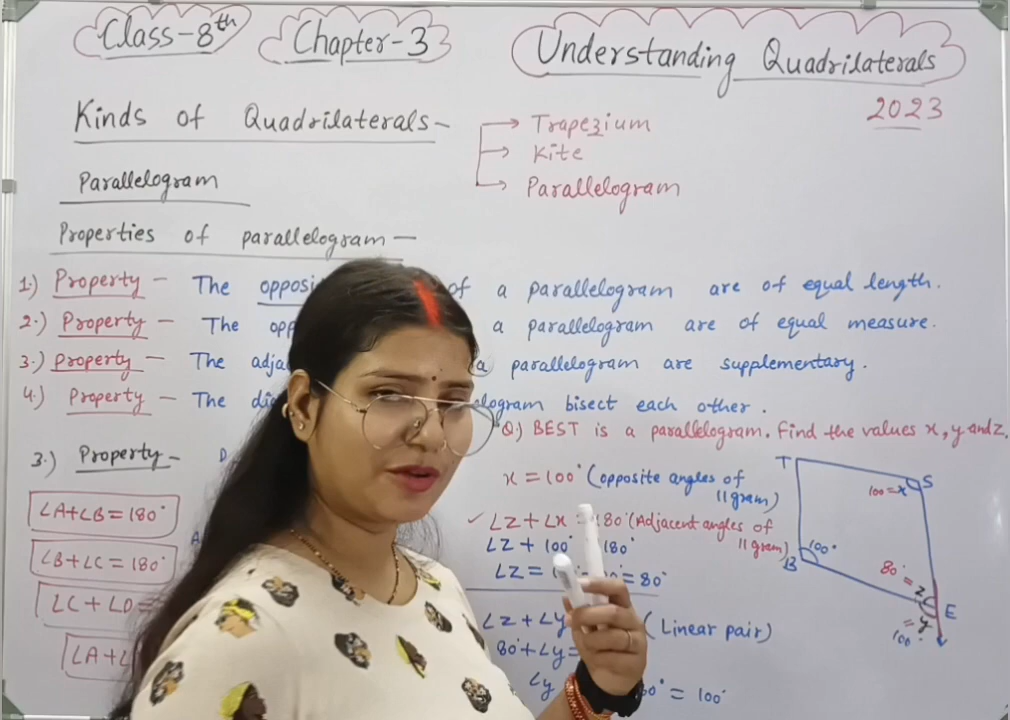 Class-8th Chapter-3 Understanding Quadrilaterals
2023
Kinds of Quadrilaterals- → Trapezium
→ Kite
→ Parallelogram
Parallelogram
Properties of parallelogram —
1.) Property - The of a parallelogram are of equal length.
2.) Property - The a parallelogram are of equal measure.
3.) property - The a parallelogram are supplementary.
4.) Property - The bisect each other.
Q.) BEST is a parallelogram. Find the values x, y and z.
3.) Property- D
∠A+∠B=180°
∠B+∠C=180°
∠C+∠D=
x = 100° (opposite angles of
||gram)
✓ ∠Z+∠x = 180° (Adjacent angles of
||gram)
∠Z + 100° 180°
∠Z = = 80°
∠Z+∠y (Linear pair)
80+∠y=
∠y = 100°
T S
100=x
B 100°
80°
=
z E
y
=
100°